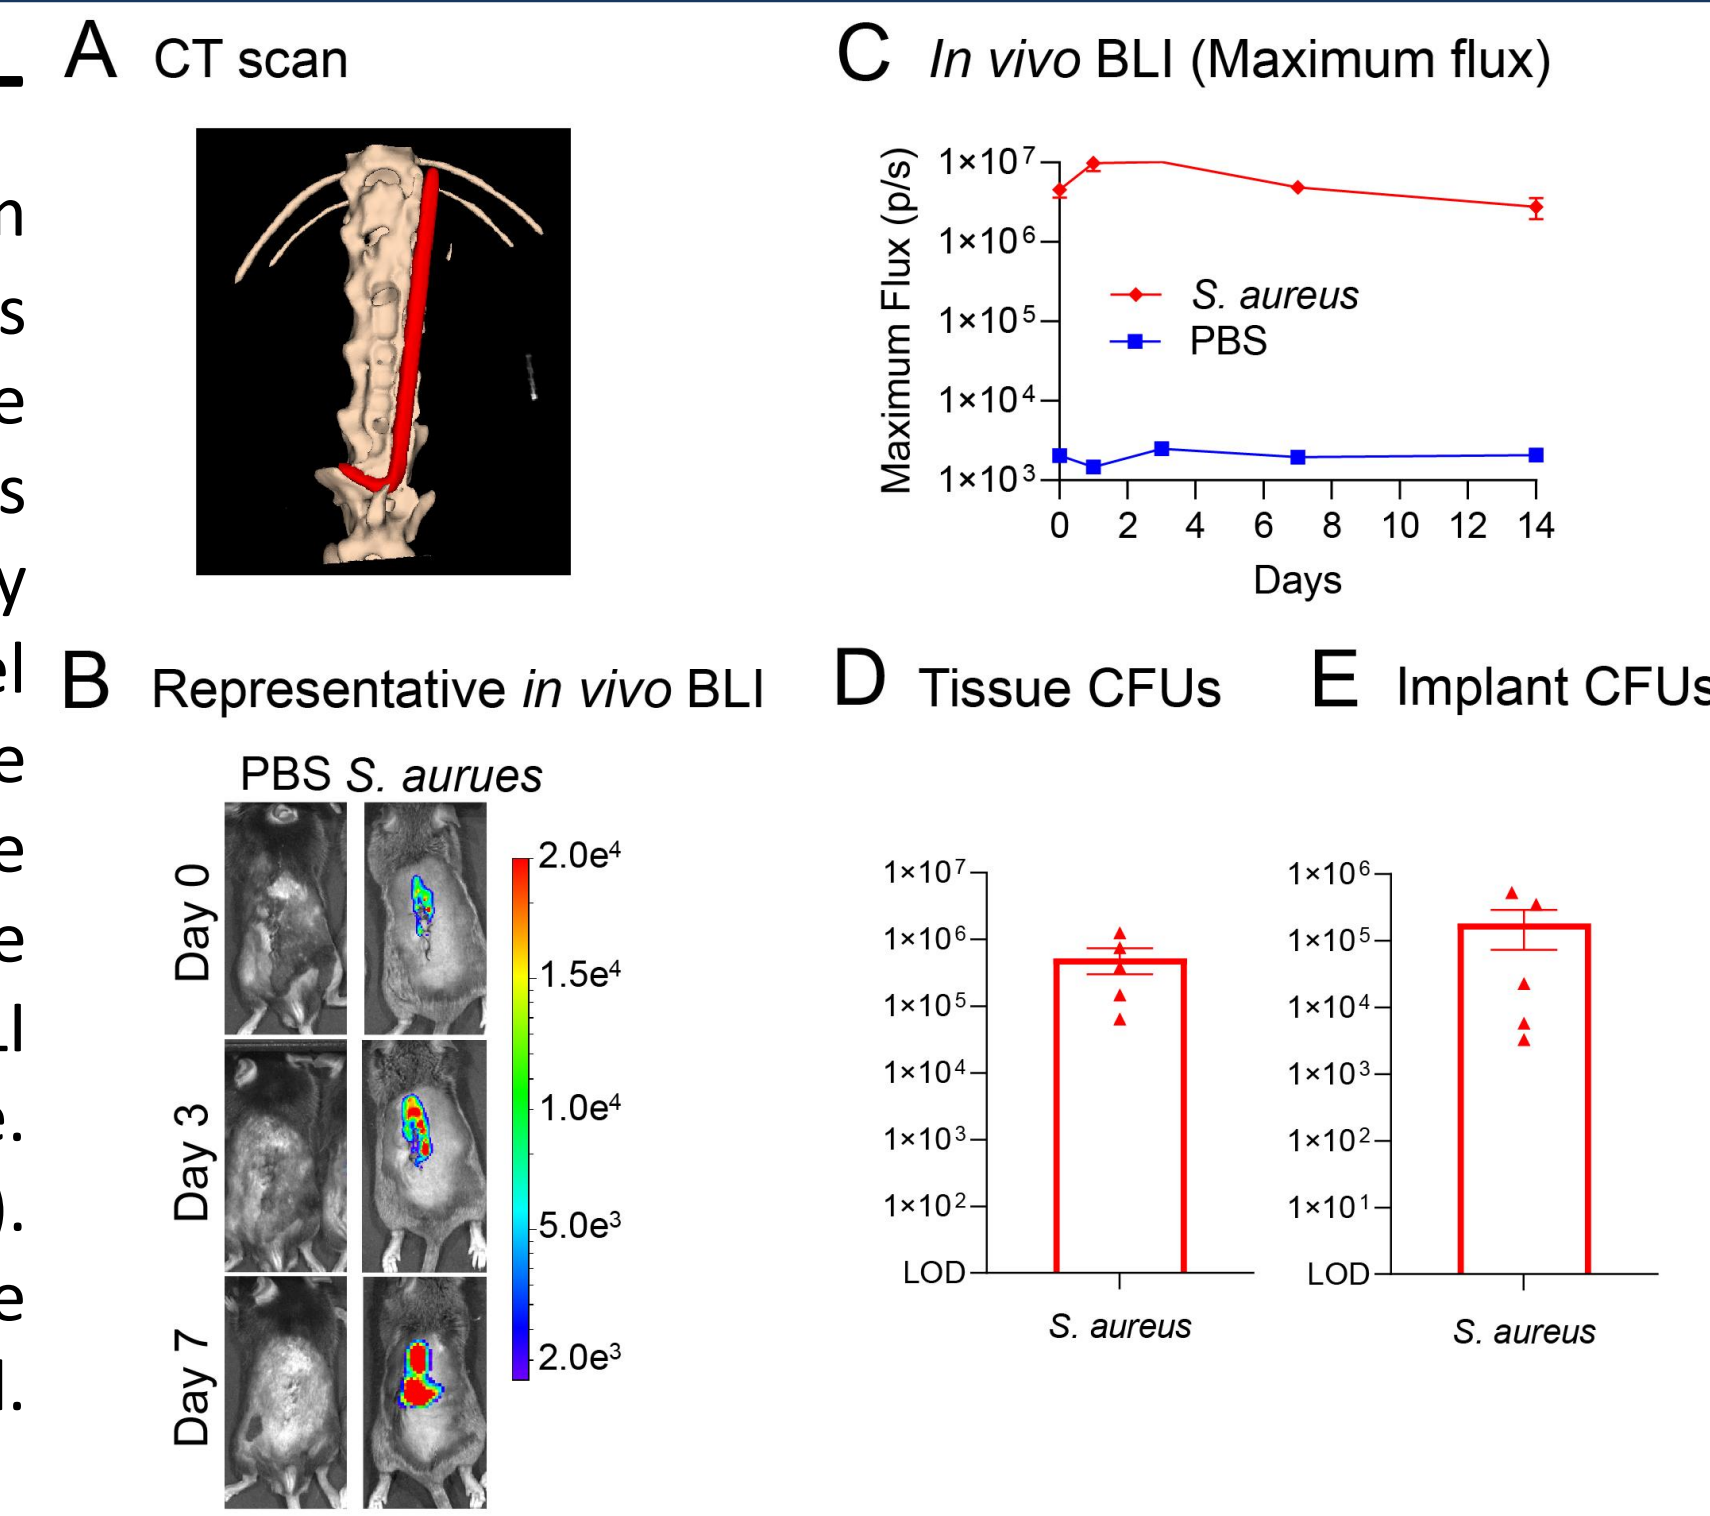 L
m
s
e
s
y
el
e
e
e
LI
e.
).
e
l.
A CT scan
C In vivo BLI (Maximum flux)
Maximum Flux (p/s)
1×10⁷
1×10⁶
1×10⁵
1×10⁴
1×10³
S. aureus
PBS
0 2 4 6 8 10 12 14
Days
B Representative in vivo BLI
PBS S. aurues
Day 0
Day 3
Day 7
2.0e⁴
1.5e⁴
1.0e⁴
5.0e³
2.0e³
D Tissue CFUs
1×10⁷
1×10⁶
1×10⁵
1×10⁴
1×10³
1×10²
LOD
S. aureus
E Implant CFUs
1×10⁶
1×10⁵
1×10⁴
1×10³
1×10²
1×10¹
LOD
S. aureus